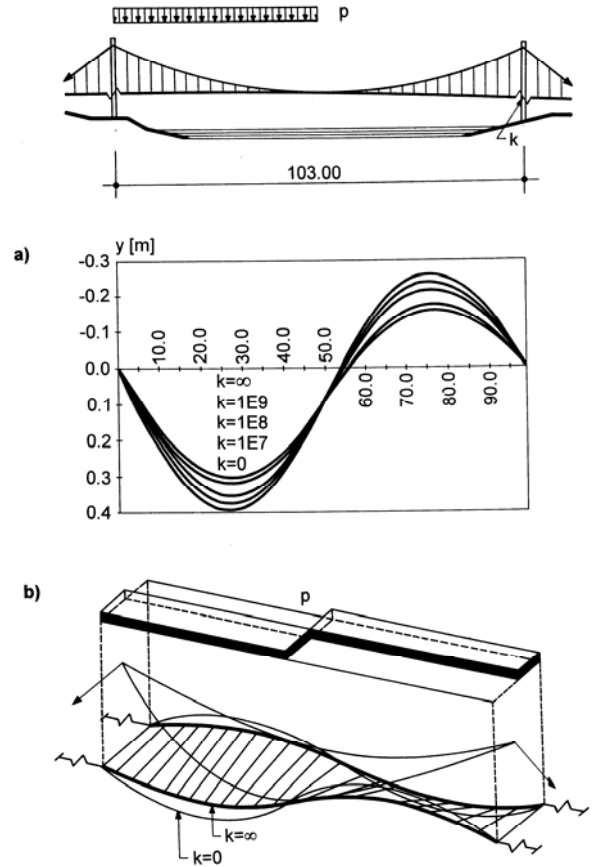 p
k
103.00
a)
y [m]
-0.3
-0.2
-0.1
0.0
0.1
0.2
0.3
0.4
10.0 20.0 30.0 40.0 50.0 60.0 70.0 80.0 90.0
k=∞
k=1E9
k=1E8
k=1E7
k=0
b)
p
k=∞
k=0